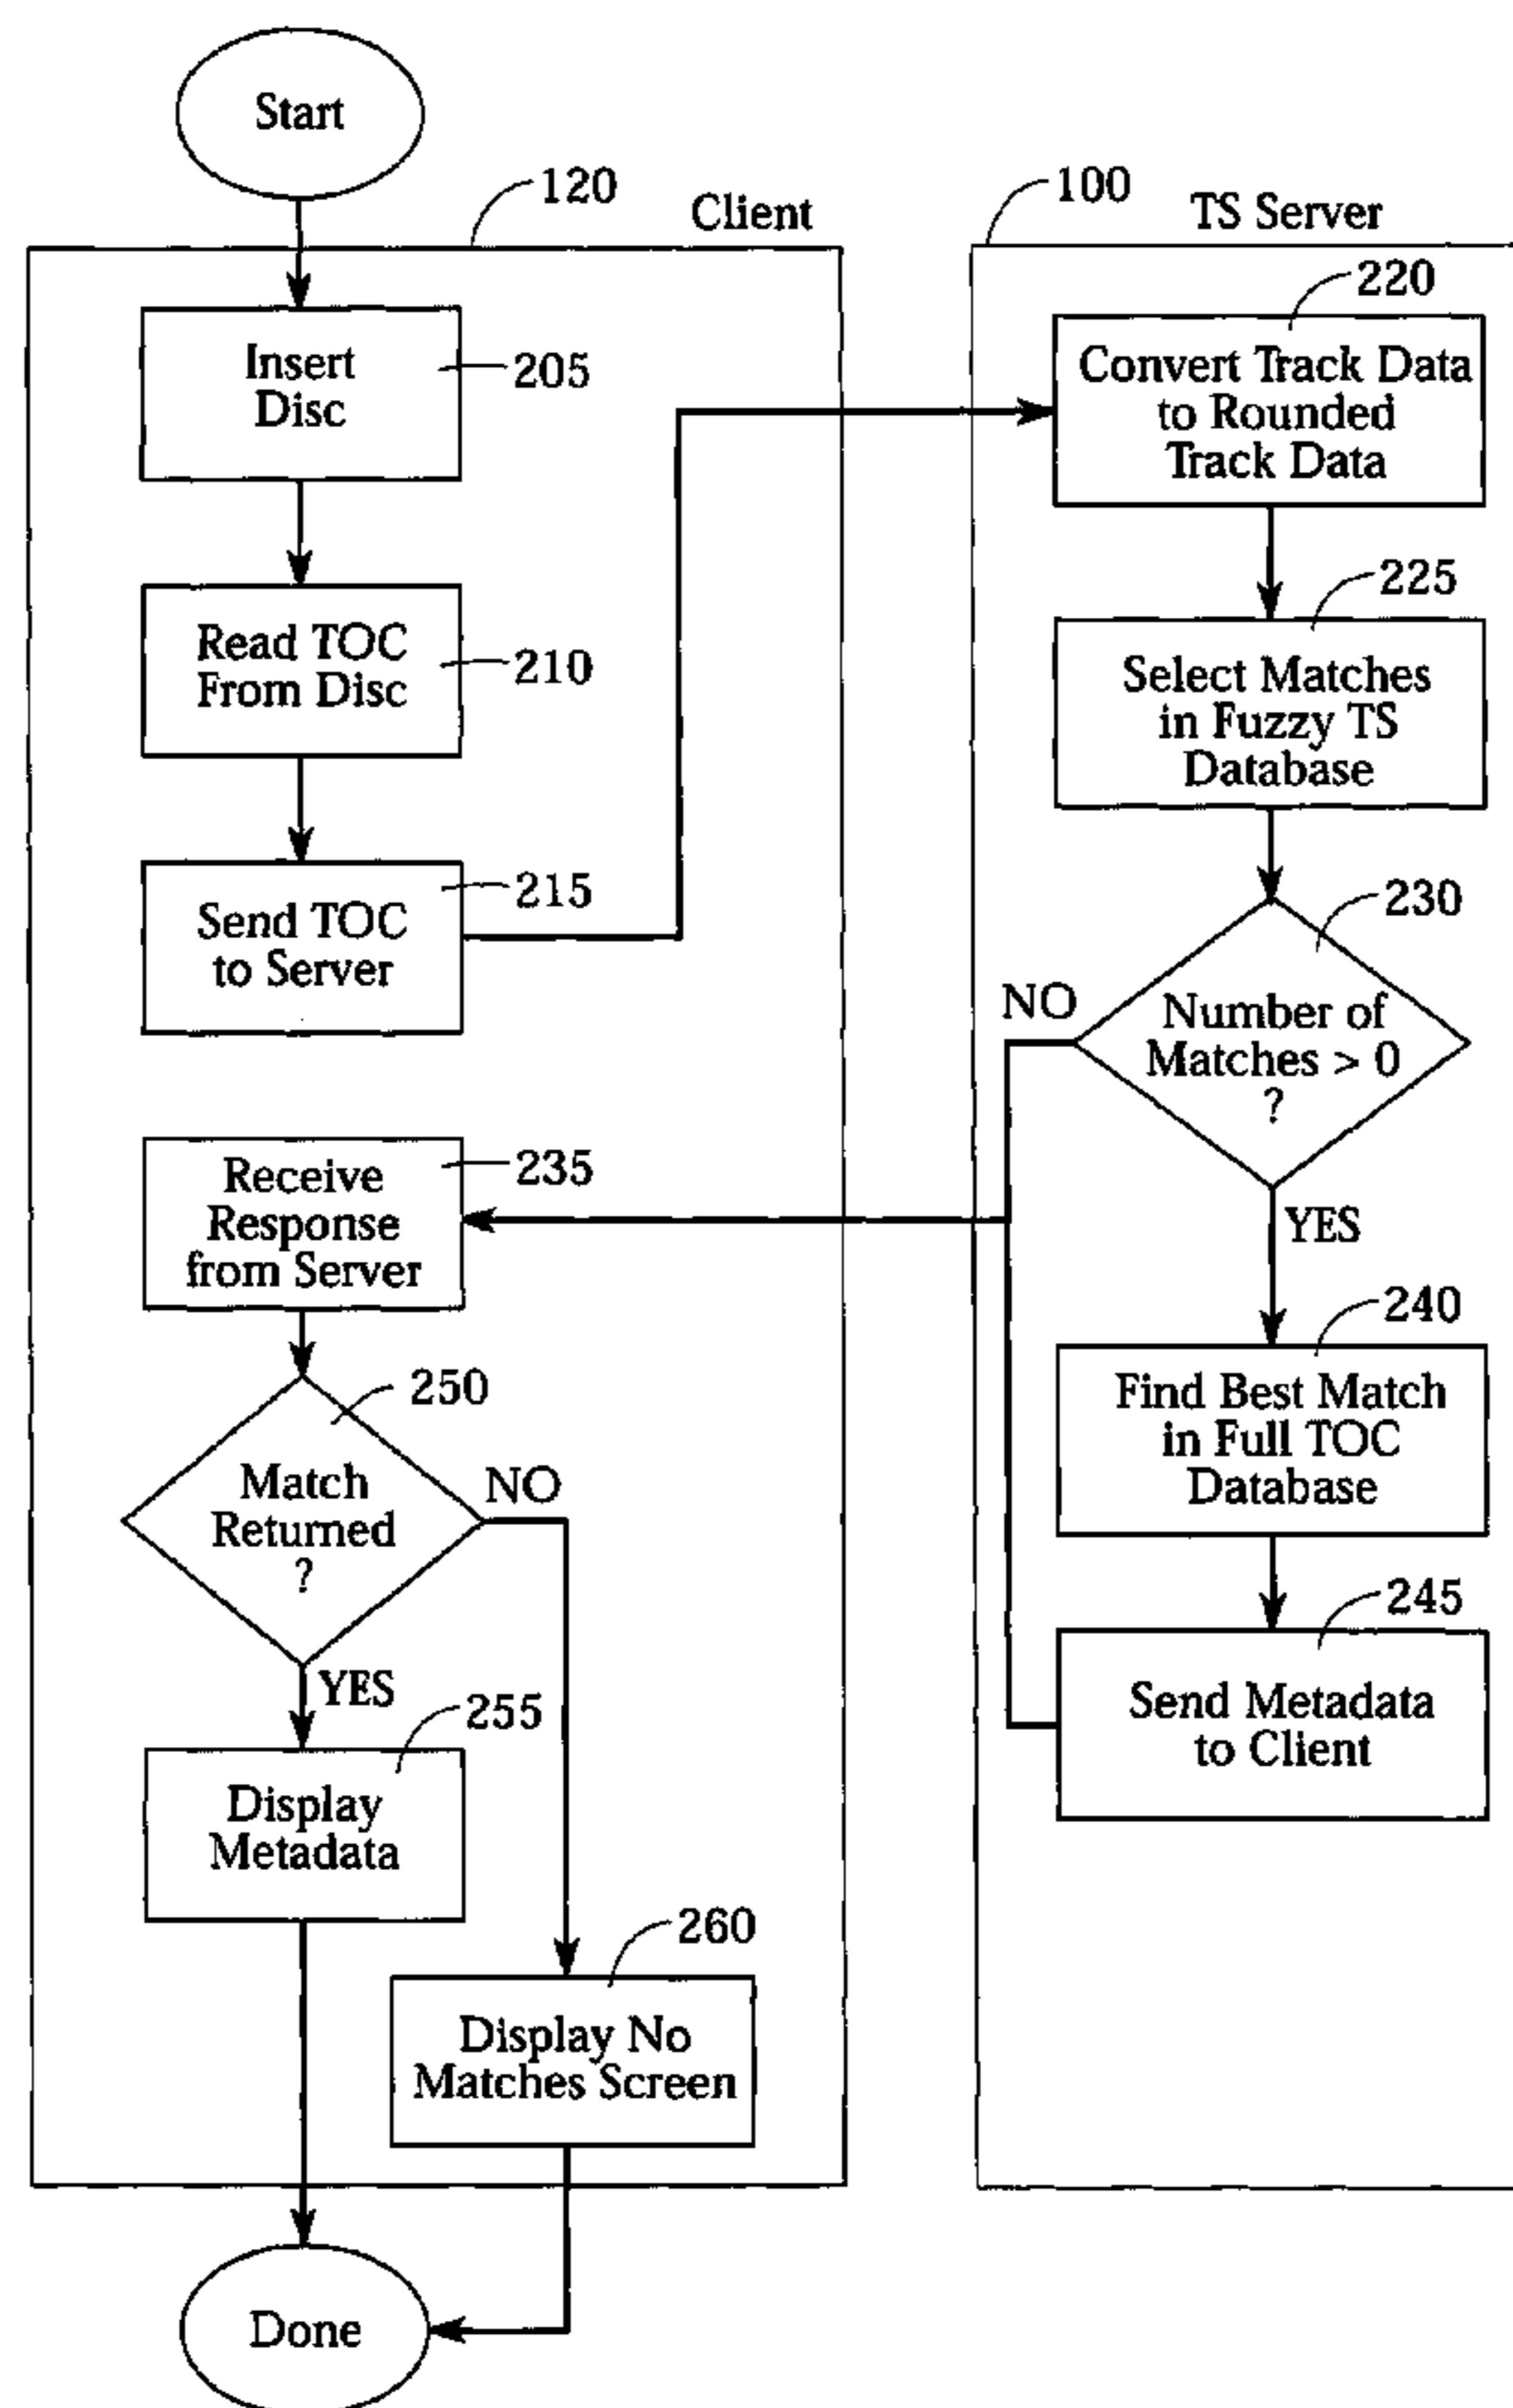 Start
120
Client
100
TS Server
Insert
Disc
205
Read TOC
From Disc
210
Send TOC
to Server
215
220
Convert Track Data
to Rounded
Track Data
225
Select Matches
in Fuzzy TS
Database
230
Number of
Matches > 0
?
NO
YES
235
Receive
Response
from Server
240
Find Best Match
in Full TOC
Database
245
Send Metadata
to Client
250
Match
Returned
?
NO
YES
255
Display
Metadata
260
Display No
Matches Screen
Done